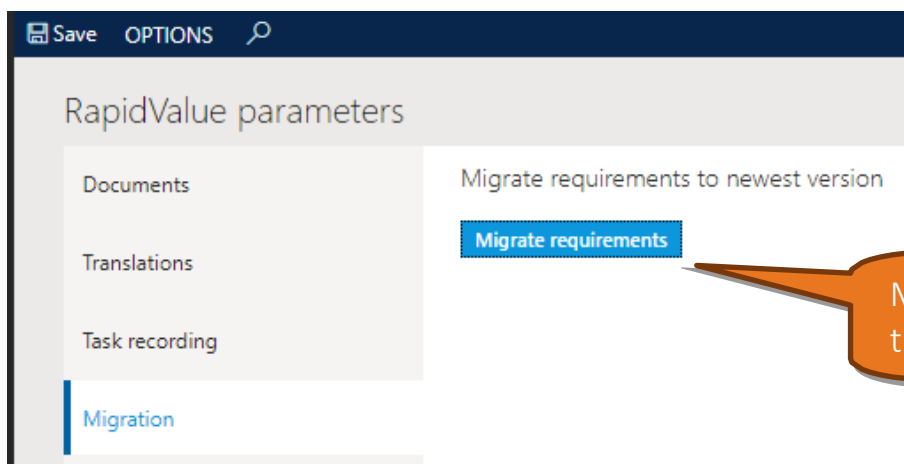 Save OPTIONS
RapidValue parameters
Documents
Migrate requirements to newest version
Migrate requirements
Translations
Task recording
Migration